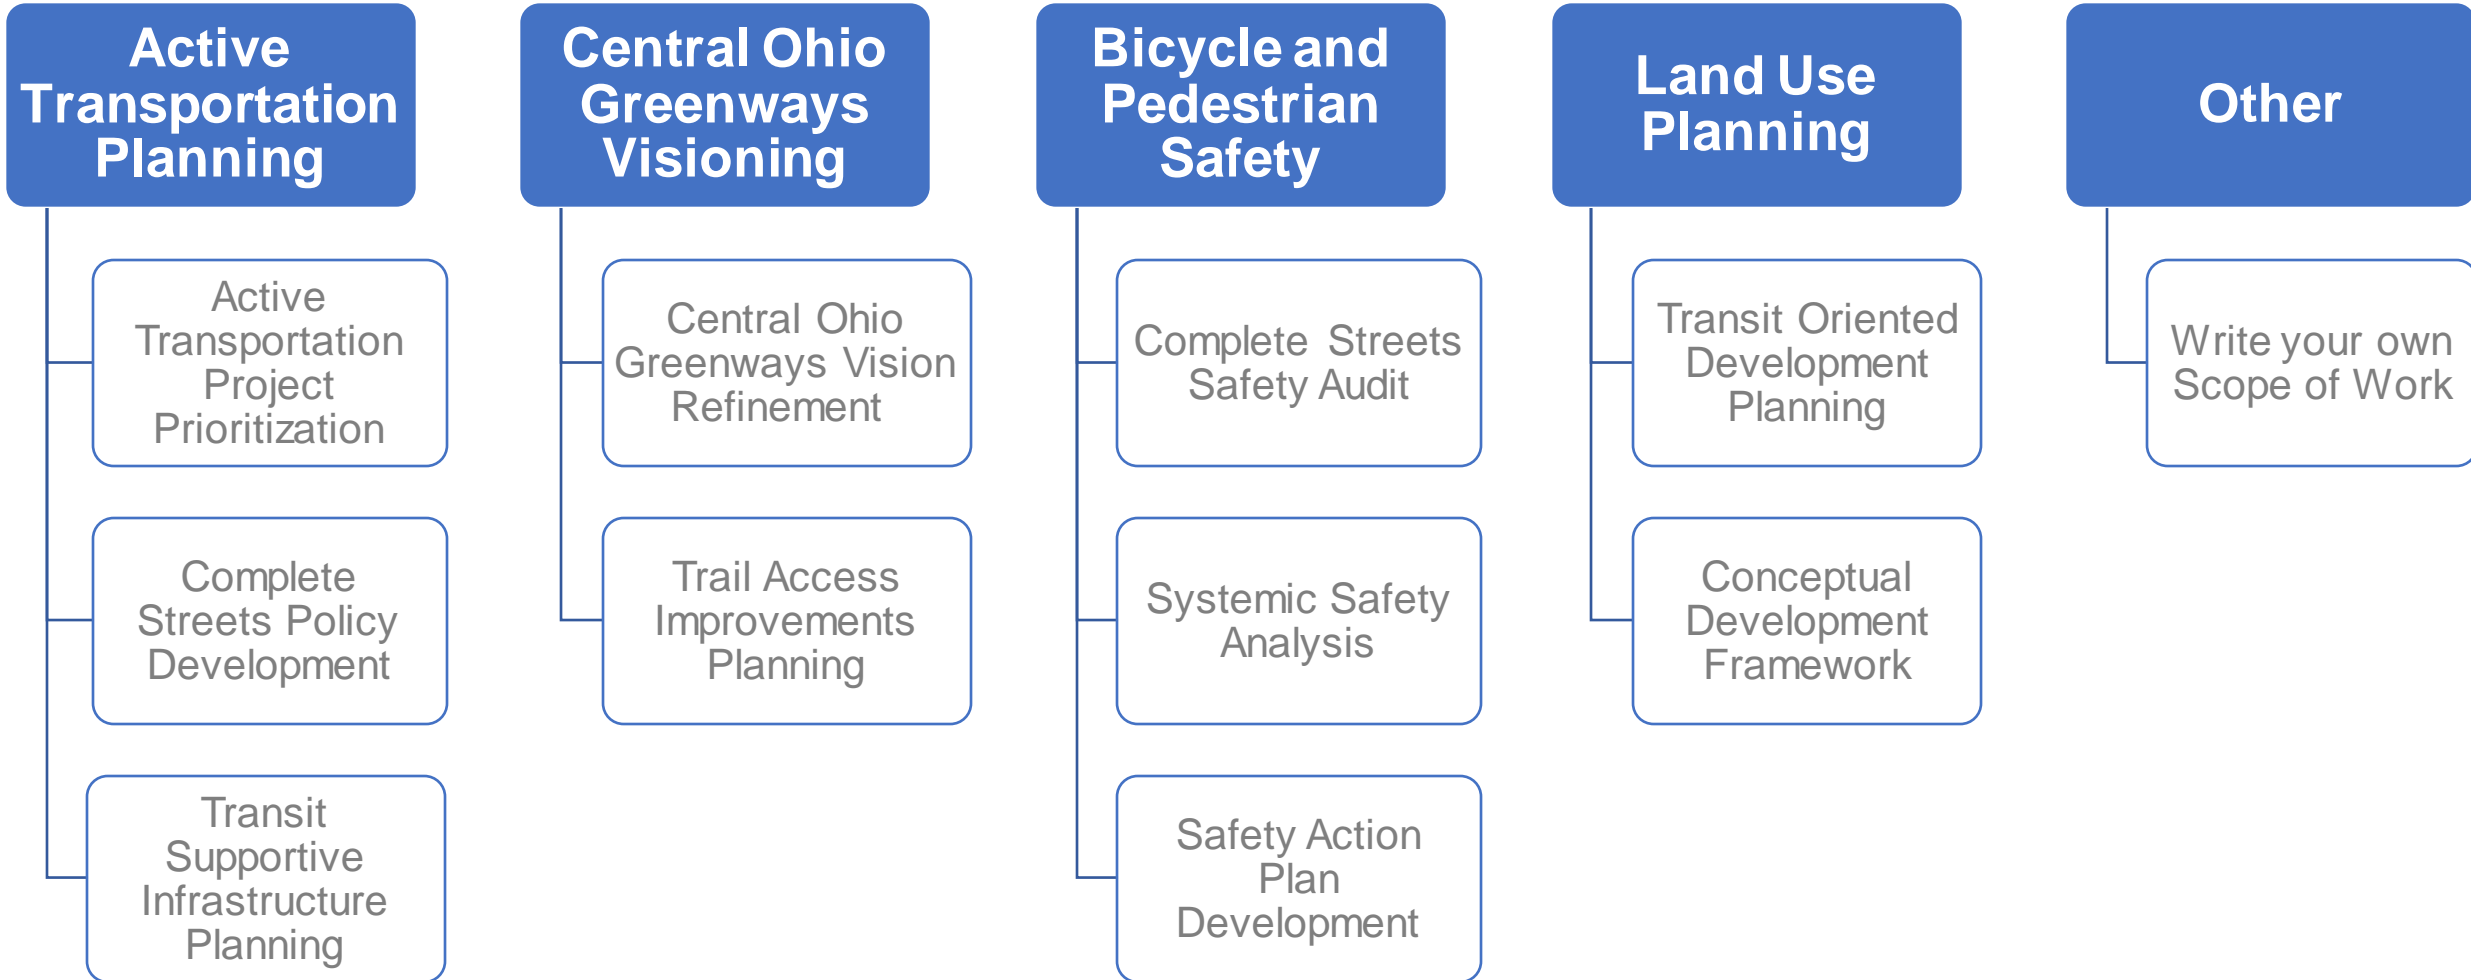 Active
Transportation
Planning
Active
Transportation
Project
Prioritization
Complete
Streets Policy
Development
Transit
Supportive
Infrastructure
Planning
Central Ohio
Greenways
Visioning
Central Ohio
Greenways Vision
Refinement
Trail Access
Improvements
Planning
Bicycle and
Pedestrian
Safety
Complete Streets
Safety Audit
Systemic Safety
Analysis
Safety Action
Plan
Development
Land Use
Planning
Transit Oriented
Development
Planning
Conceptual
Development
Framework
Other
Write your own
Scope of Work